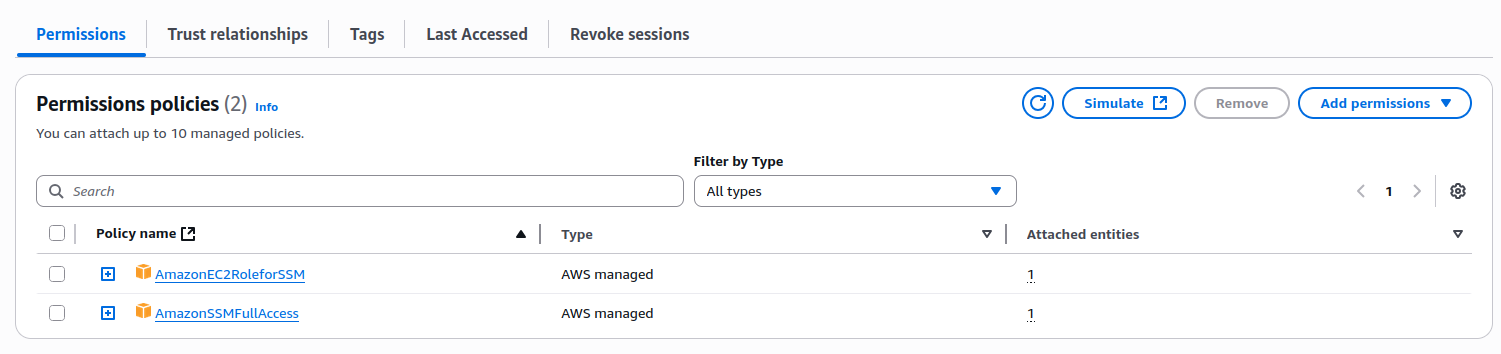 Permissions Trust relationships Tags Last Accessed Revoke sessions
Permissions policies (2) Info
Simulate Remove Add permissions
You can attach up to 10 managed policies.
Filter by Type
Search All types 1
Policy name Type Attached entities
AmazonEC2RoleforSSM AWS managed 1
AmazonSSMFullAccess AWS managed 1